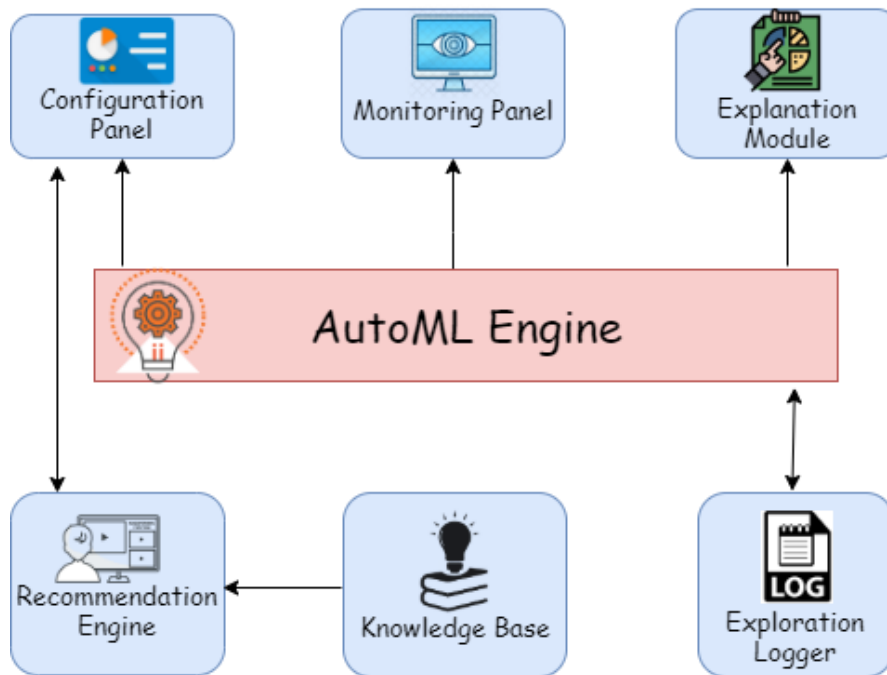 Configuration
Panel
Monitoring Panel
Explanation
Module
AutoML Engine
Recommendation
Engine
Knowledge Base
LOG
Exploration
Logger